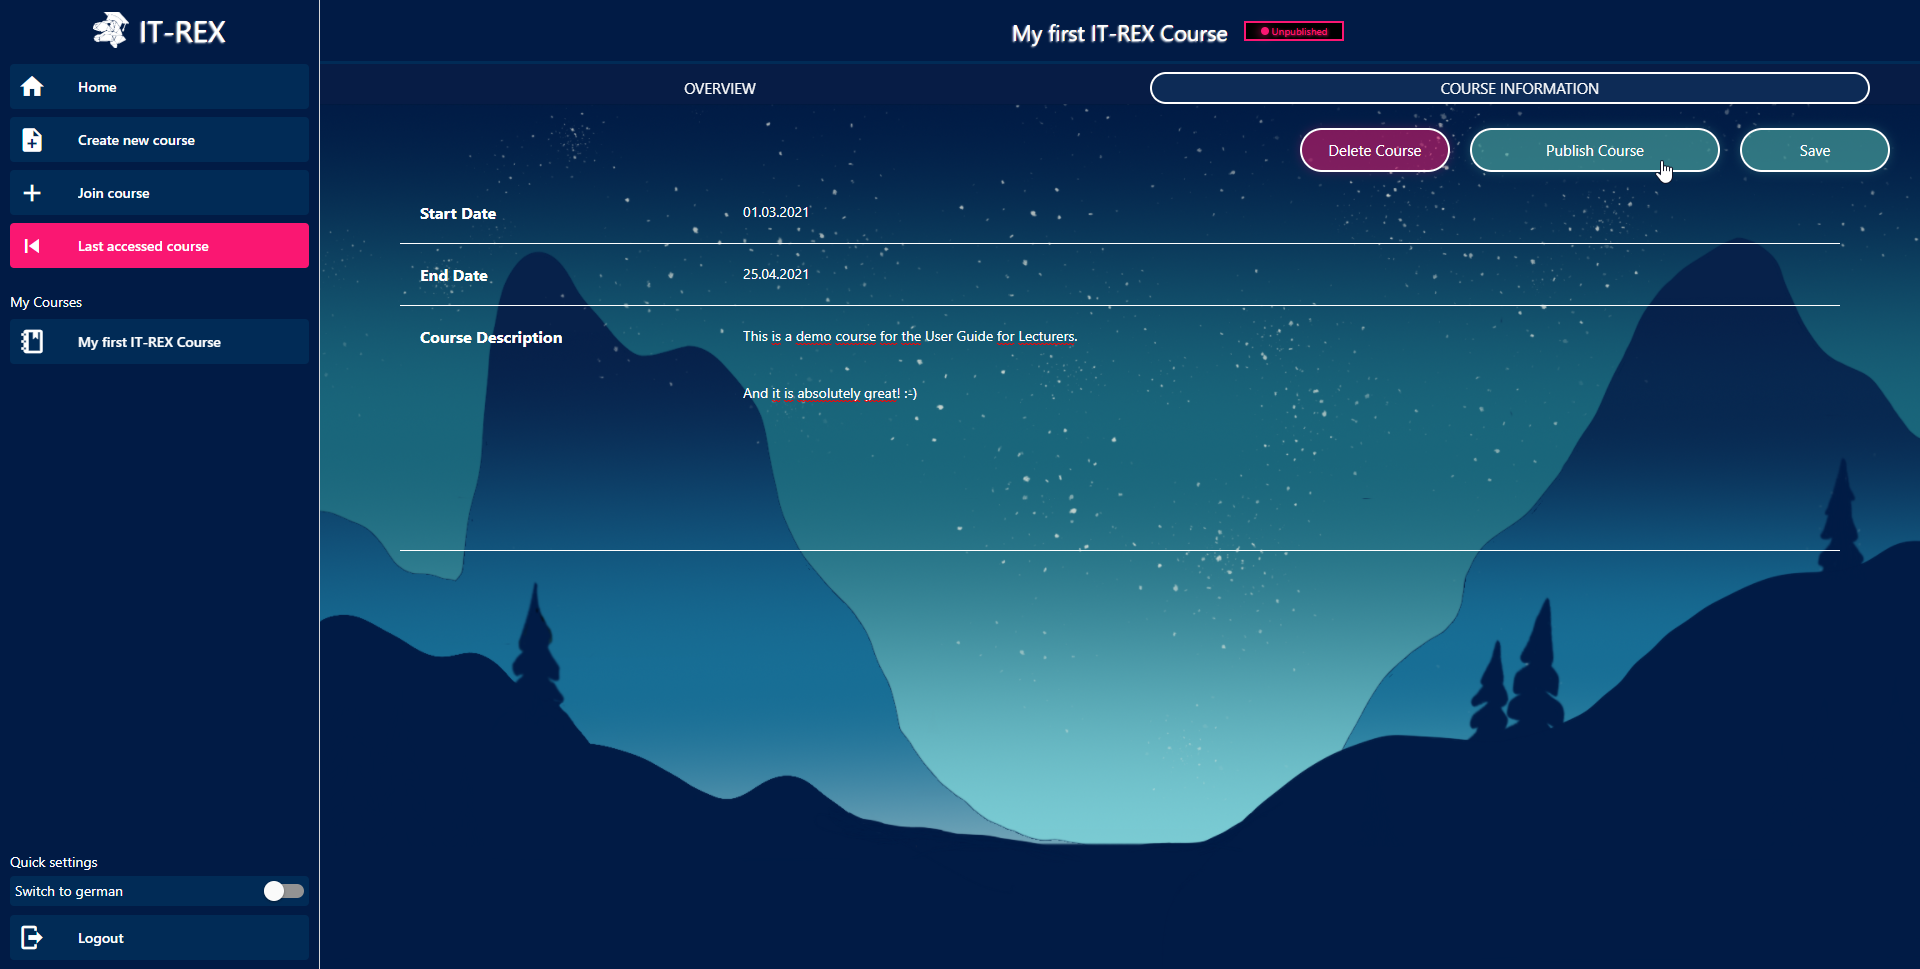 IT-REX
Home
Create new course
Join course
Last accessed course
My Courses
My first IT-REX Course
Quick settings
Switch to german
Logout
My first IT-REX Course
Unpublished
OVERVIEW
COURSE INFORMATION
Delete Course
Publish Course
Save
Start Date
01.03.2021
End Date
25.04.2021
Course Description
This is a demo course for the User Guide for Lecturers.
And it is absolutely great! :-)